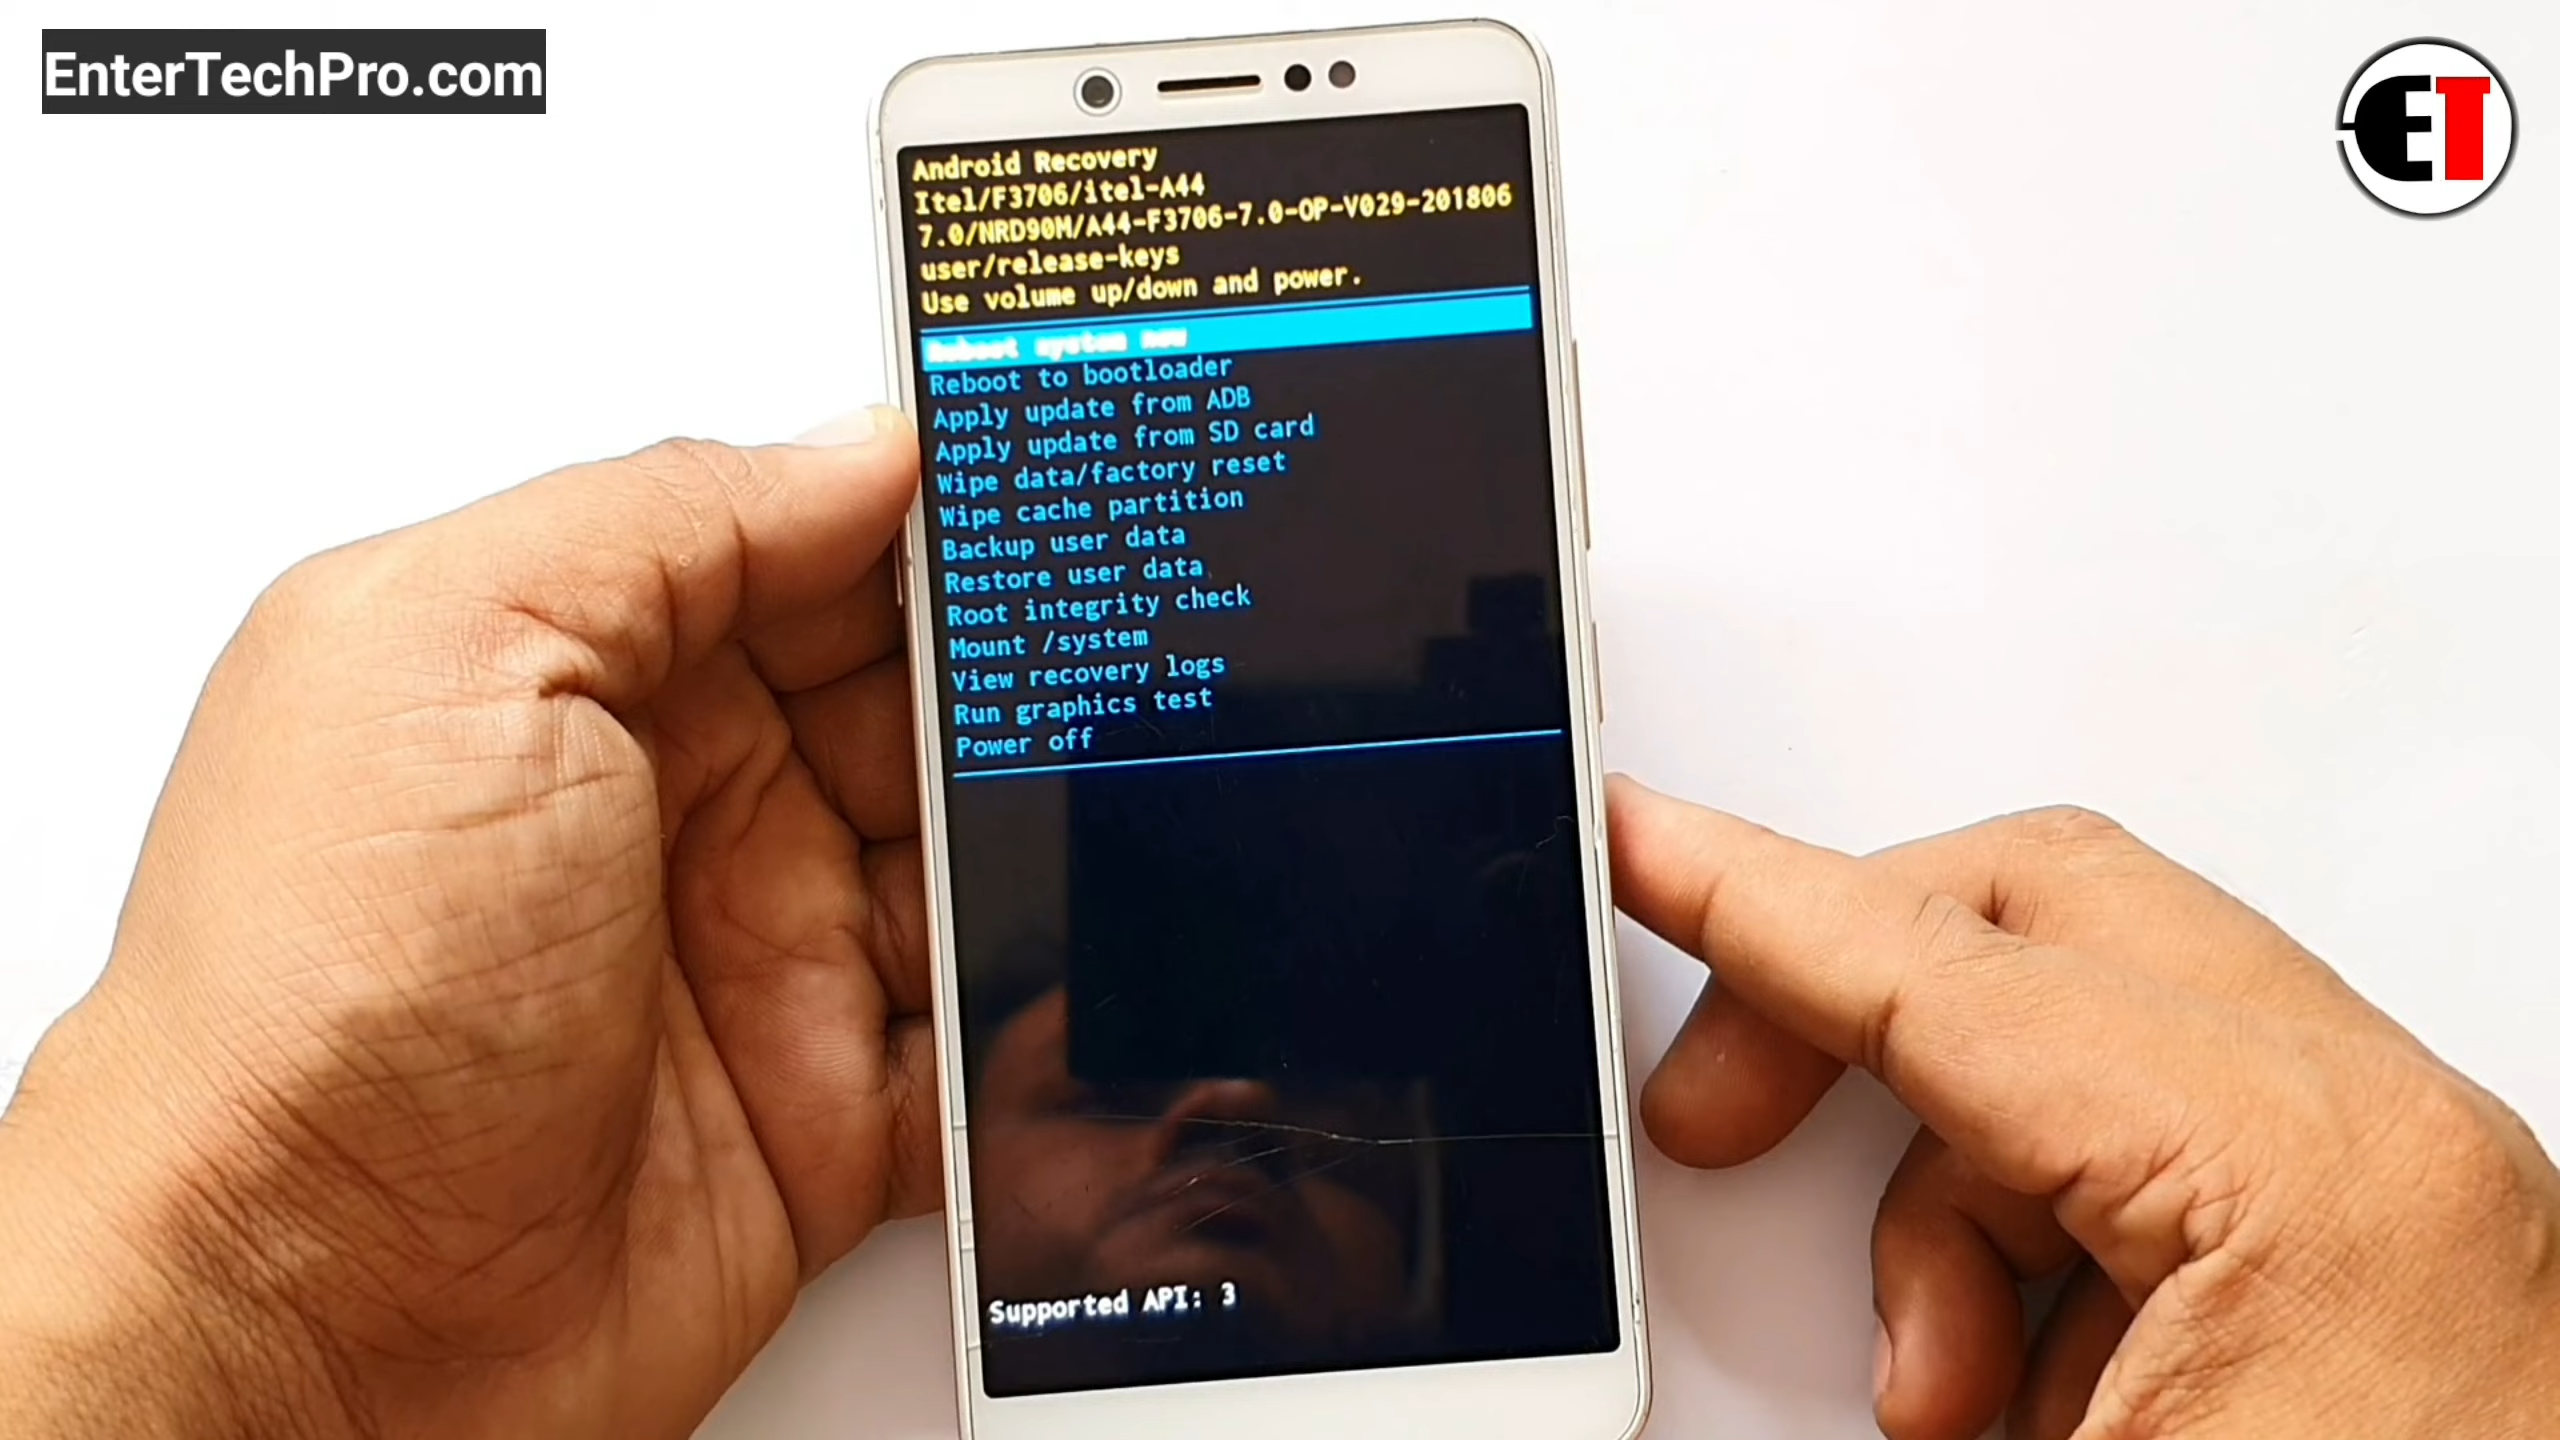 EnterTechPro.com
ET
Android Recovery
Itel/F3706/itel-A44
7.0/NRD90M/A44-F3706-7.0-OP-V029-201806
user/release-keys
Use volume up/down and power.
Reboot system now
Reboot to bootloader
Apply update from ADB
Apply update from SD card
Wipe data/factory reset
Wipe cache partition
Backup user data
Restore user data
Root integrity check
Mount /system
View recovery logs
Run graphics test
Power off
Supported API: 3